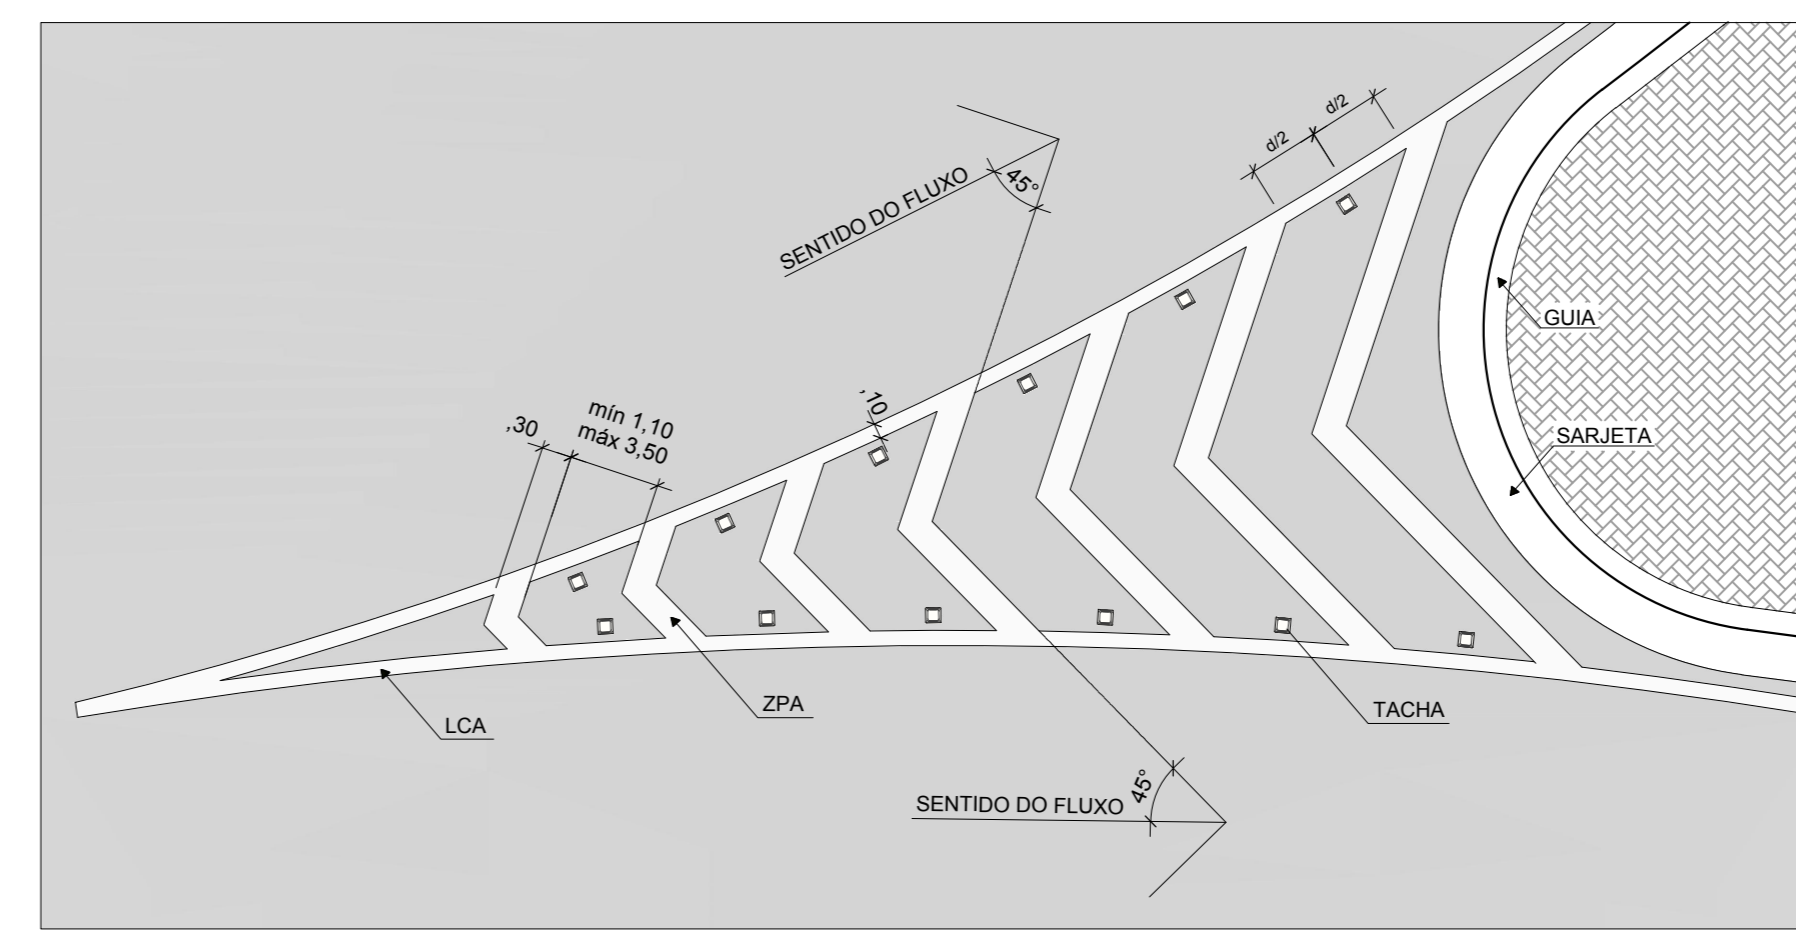 d/2
d/2
45°
SENTIDO DO FLUXO
GUIA
,10
mín 1,10
máx 3,50
,30
SARJETA
ZPA
TACHA
LCA
45°
SENTIDO DO FLUXO